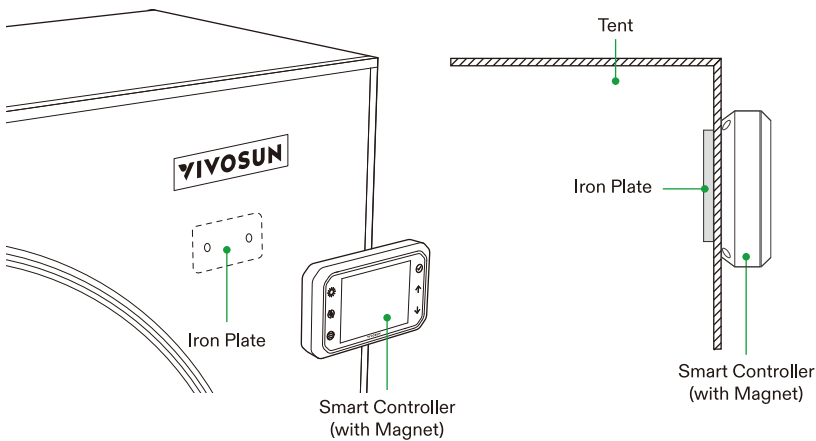 VIVOSUN
Iron Plate
Smart Controller
(with Magnet)
Tent
Iron Plate
Smart Controller
(with Magnet)